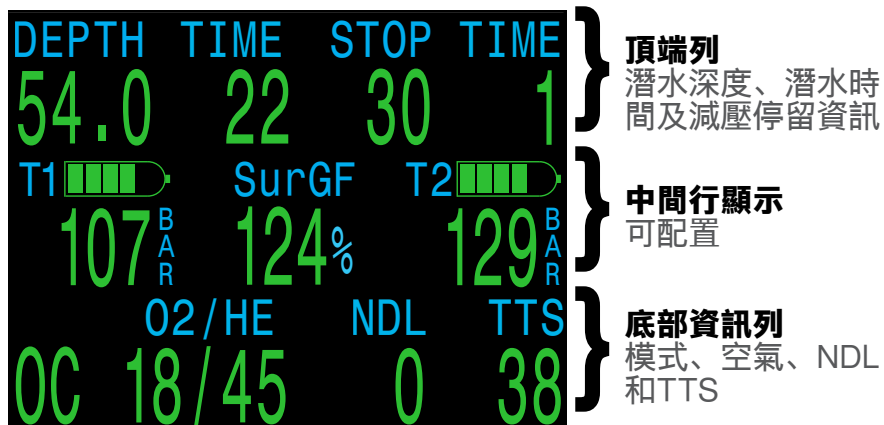 DEPTH TIME STOP TIME
54.0 22 30 1
T1 SurGF T2
107 BAR 124% 129 BAR
O2/HE NDL TTS
OC 18/45 0 38
頂端列
潛水深度、潛水時
間及減壓停留資訊
中間行顯示
可配置
底部資訊列
模式、空氣、NDL
和TTS